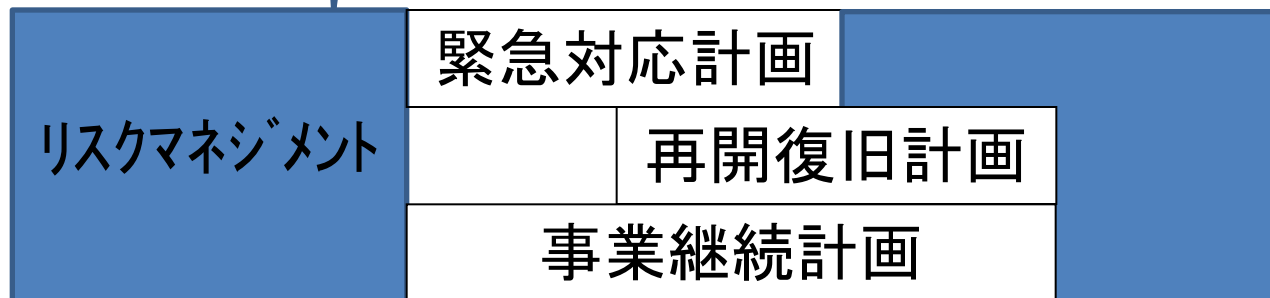 緊急対応計画
リスクマネジメント
再開復旧計画
事業継続計画